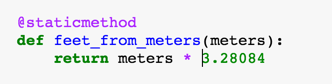 @staticmethod
def feet_from_meters(meters):
    return meters * 3.28084